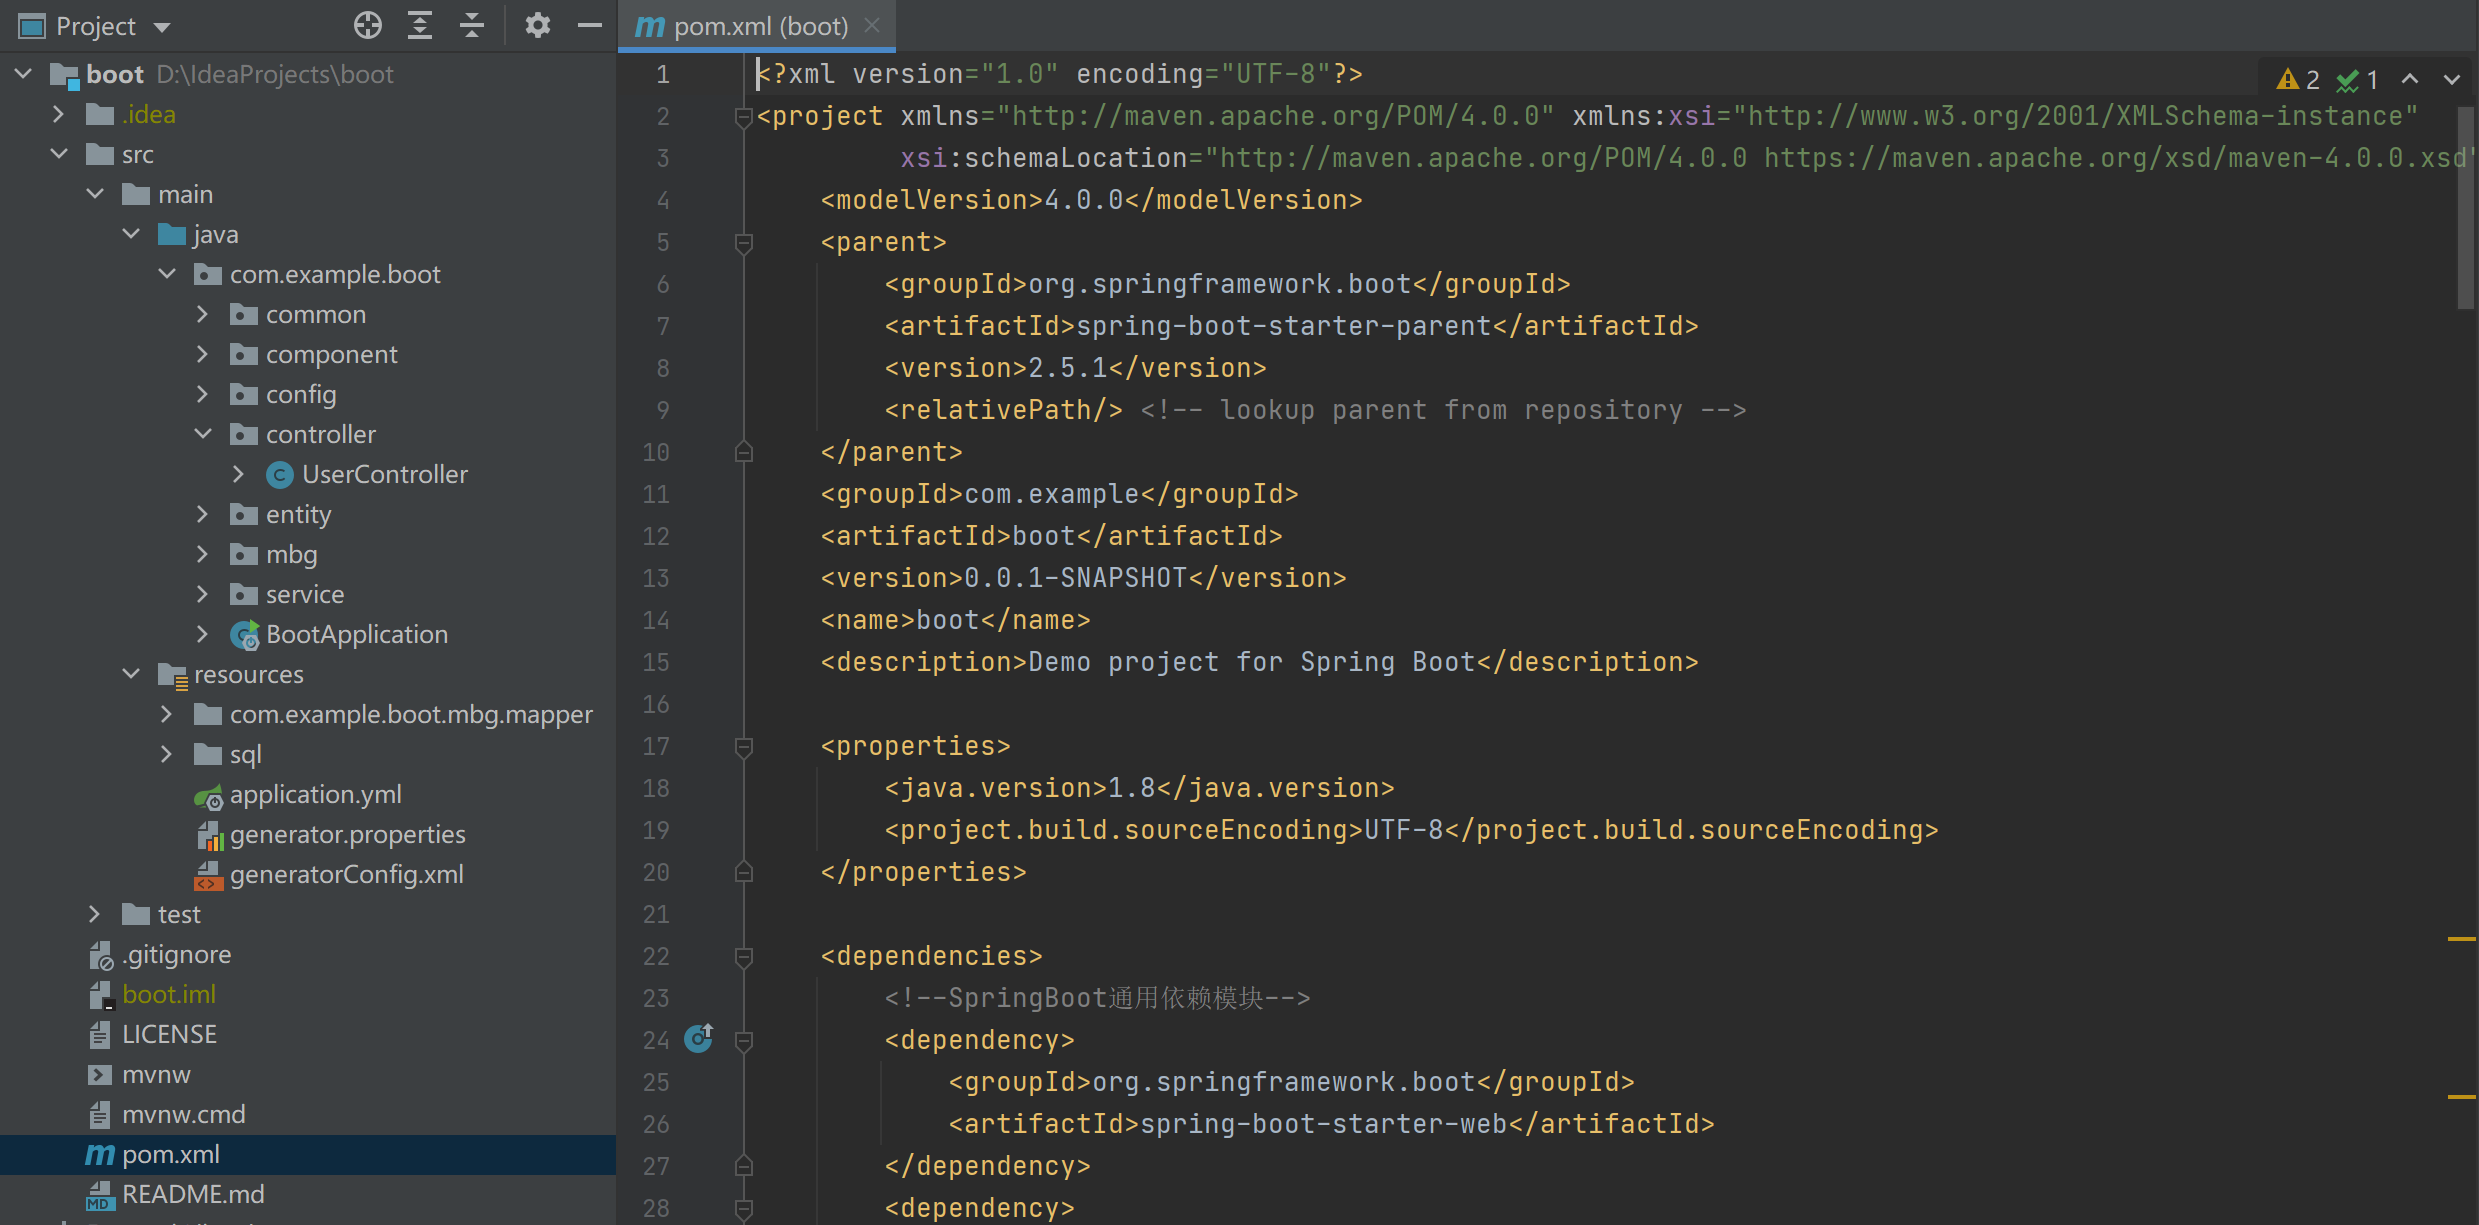 Project
boot D:\IdeaProjects\boot
.idea
src
main
java
com.example.boot
common
component
config
controller
UserController
entity
mbg
service
BootApplication
resources
com.example.boot.mbg.mapper
sql
application.yml
generator.properties
generatorConfig.xml
test
.gitignore
boot.iml
LICENSE
mvnw
mvnw.cmd
pom.xml
README.md
pom.xml (boot)
2 1
1 <?xml version="1.0" encoding="UTF-8"?>
2 <project xmlns="http://maven.apache.org/POM/4.0.0" xmlns:xsi="http://www.w3.org/2001/XMLSchema-instance"
3 xsi:schemaLocation="http://maven.apache.org/POM/4.0.0 https://maven.apache.org/xsd/maven-4.0.0.xsd"
4 <modelVersion>4.0.0</modelVersion>
5 <parent>
6 <groupId>org.springframework.boot</groupId>
7 <artifactId>spring-boot-starter-parent</artifactId>
8 <version>2.5.1</version>
9 <relativePath/> <!-- lookup parent from repository -->
10 </parent>
11 <groupId>com.example</groupId>
12 <artifactId>boot</artifactId>
13 <version>0.0.1-SNAPSHOT</version>
14 <name>boot</name>
15 <description>Demo project for Spring Boot</description>
16
17 <properties>
18 <java.version>1.8</java.version>
19 <project.build.sourceEncoding>UTF-8</project.build.sourceEncoding>
20 </properties>
21
22 <dependencies>
23 <!--SpringBoot通用依赖模块-->
24 <dependency>
25 <groupId>org.springframework.boot</groupId>
26 <artifactId>spring-boot-starter-web</artifactId>
27 </dependency>
28 <dependency>